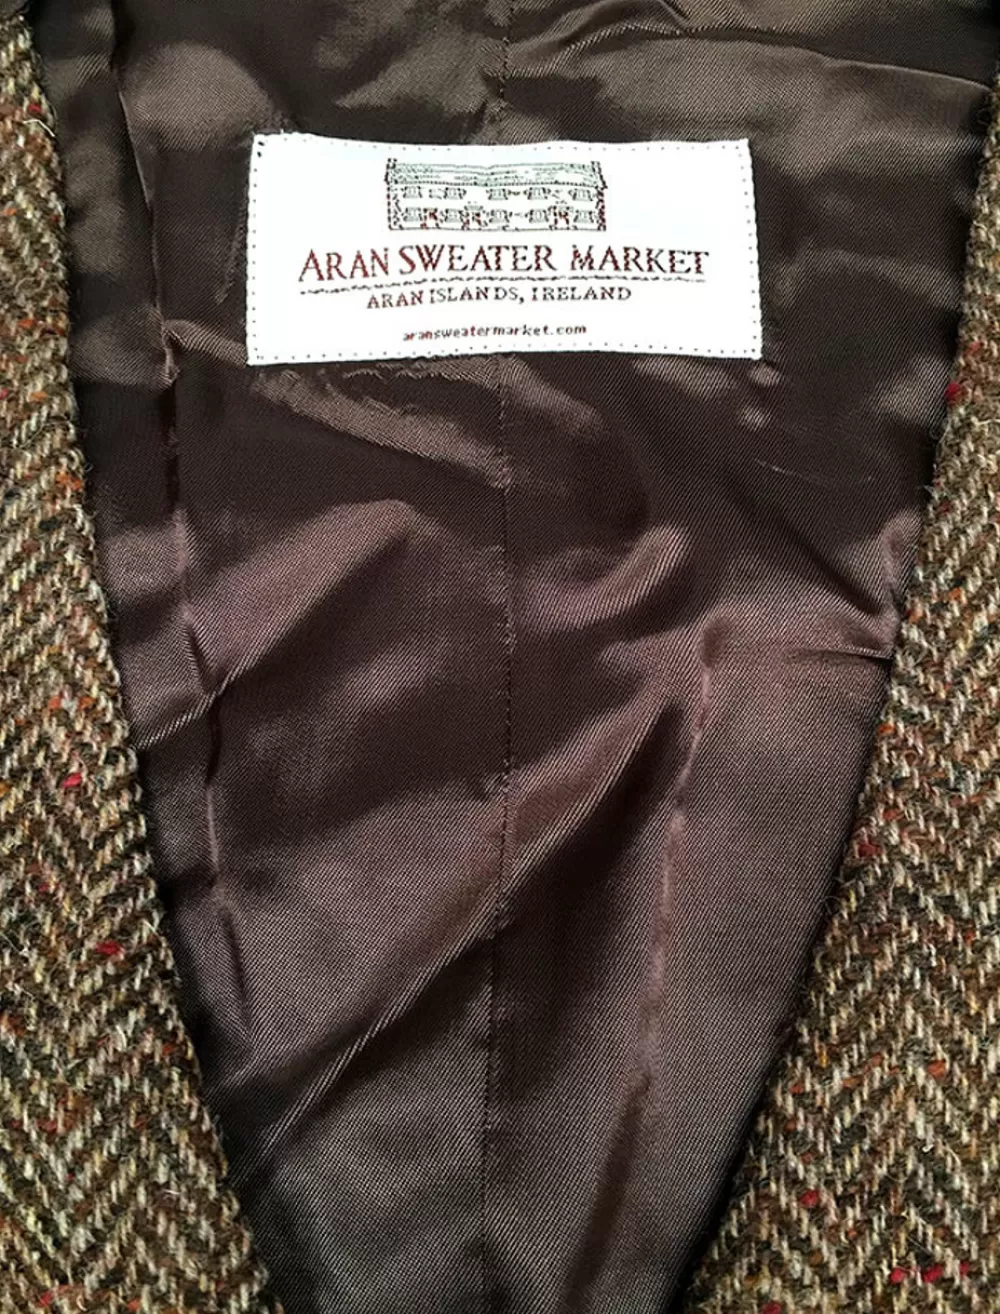 ARAN SWEATER MARKET
ARAN ISLANDS, IRELAND
aransweatermarket.com